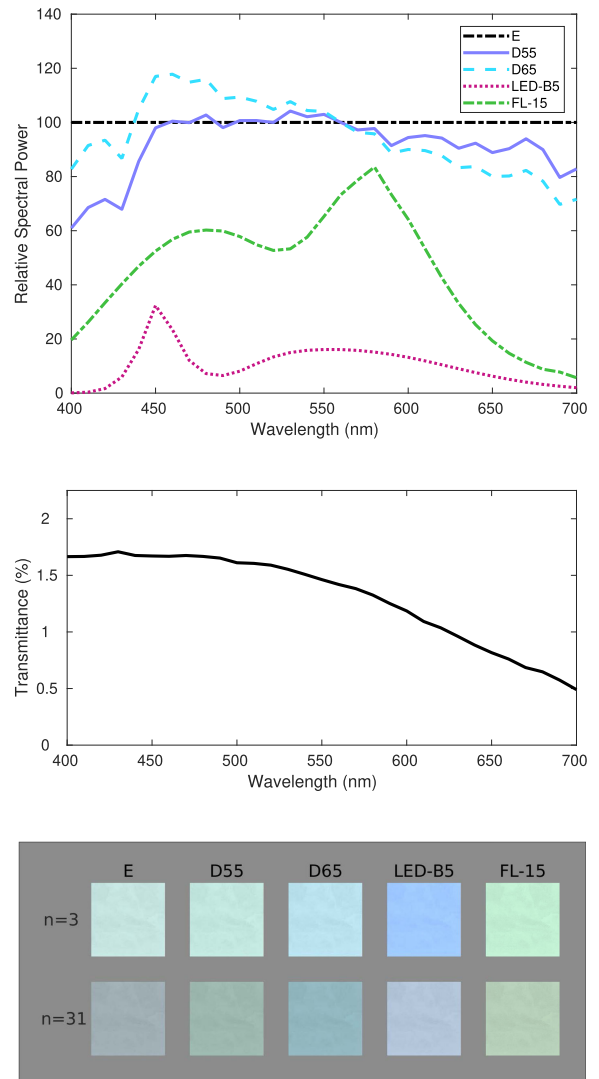 140
120
100
80
60
40
20
0
Relative Spectral Power
E
D55
D65
LED-B5
FL-15
400 450 500 550 600 650 700
Wavelength (nm)
2
1.5
1
0.5
0
Transmittance (%)
400 450 500 550 600 650 700
Wavelength (nm)
E D55 D65 LED-B5 FL-15
n=3
n=31